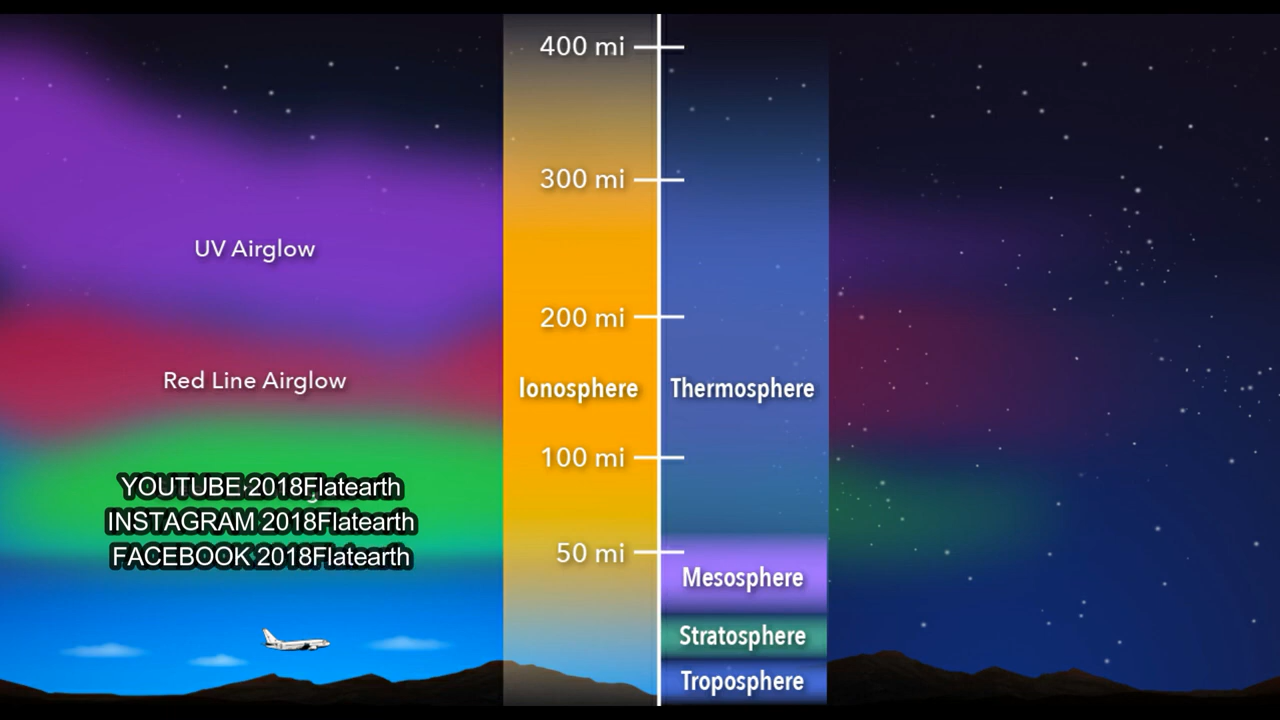 400 mi
300 mi
UV Airglow
200 mi
Red Line Airglow
Ionosphere
Thermosphere
100 mi
YOUTUBE 2018Flatearth
INSTAGRAM 2018Flatearth
FACEBOOK 2018Flatearth
50 mi
Mesosphere
Stratosphere
Troposphere